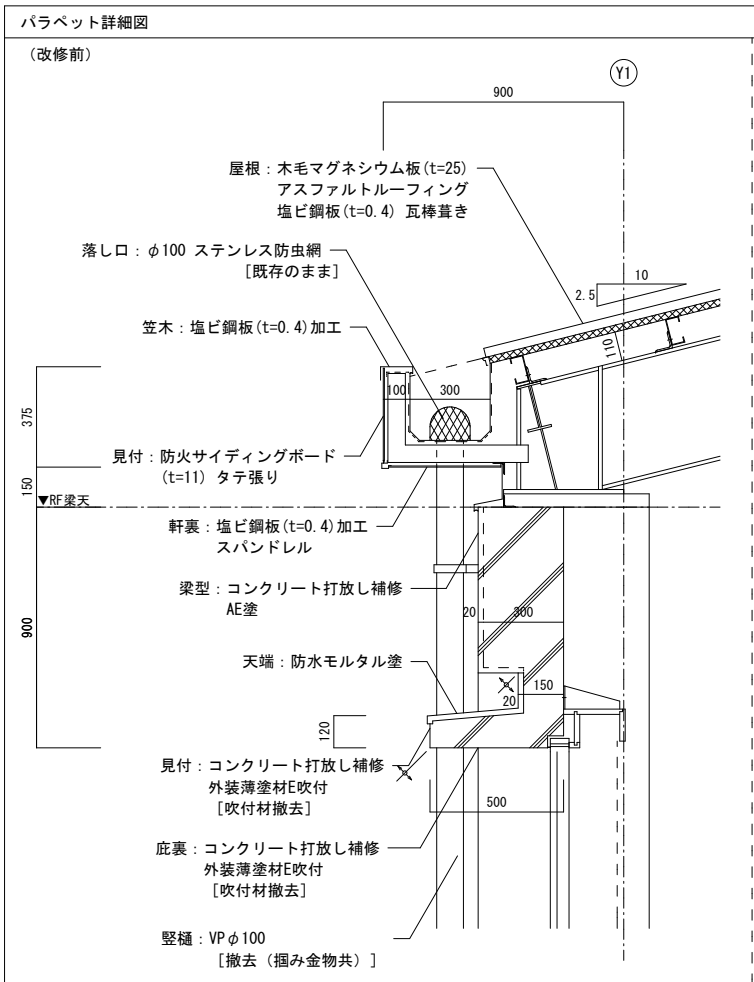 パラペット詳細図
(改修前)
Y1
900
屋根：木毛マグネシウム板(t=25)
アスファルトルーフィング
塩ビ鋼板(t=0.4) 瓦棒葺き
落し口：φ100 ステンレス防虫網
[既存のまま]
10
2.5
笠木：塩ビ鋼板(t=0.4)加工
110
100
300
375
見付：防火サイディングボード
(t=11) タテ張り
150
▼RF梁天
軒裏：塩ビ鋼板(t=0.4)加工
スパンドレル
梁型：コンクリート打放し補修
AE塗
20
300
900
天端：防水モルタル塗
150
20
120
見付：コンクリート打放し補修
外装薄塗材E吹付
[吹付材撤去]
500
庇裏：コンクリート打放し補修
外装薄塗材E吹付
[吹付材撤去]
竪樋：VPφ100
[撤去（掴み金物共）]